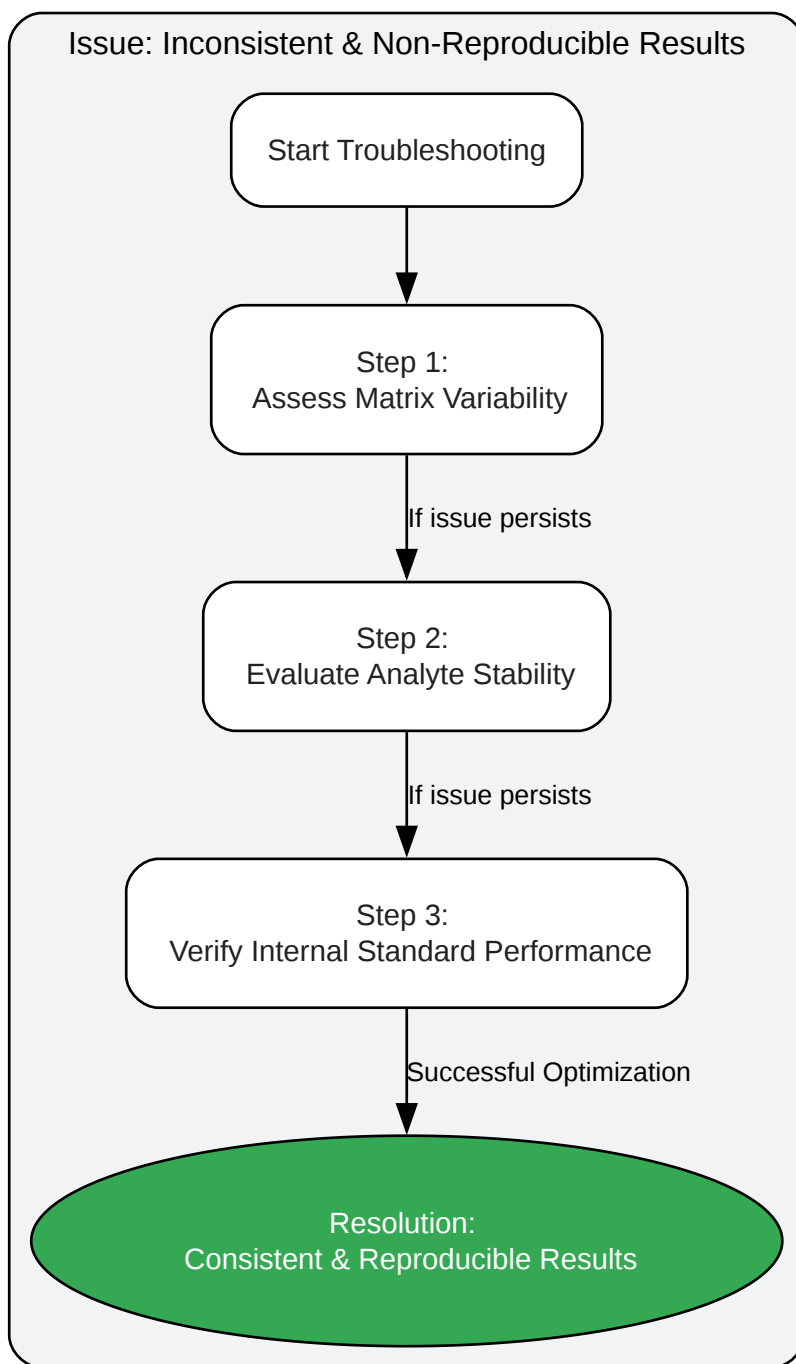 Issue: Inconsistent & Non-Reproducible Results
Start Troubleshooting
Step 1:
Assess Matrix Variability
If issue persists
Step 2:
Evaluate Analyte Stability
If issue persists
Step 3:
Verify Internal Standard Performance
Successful Optimization
Resolution:
Consistent & Reproducible Results